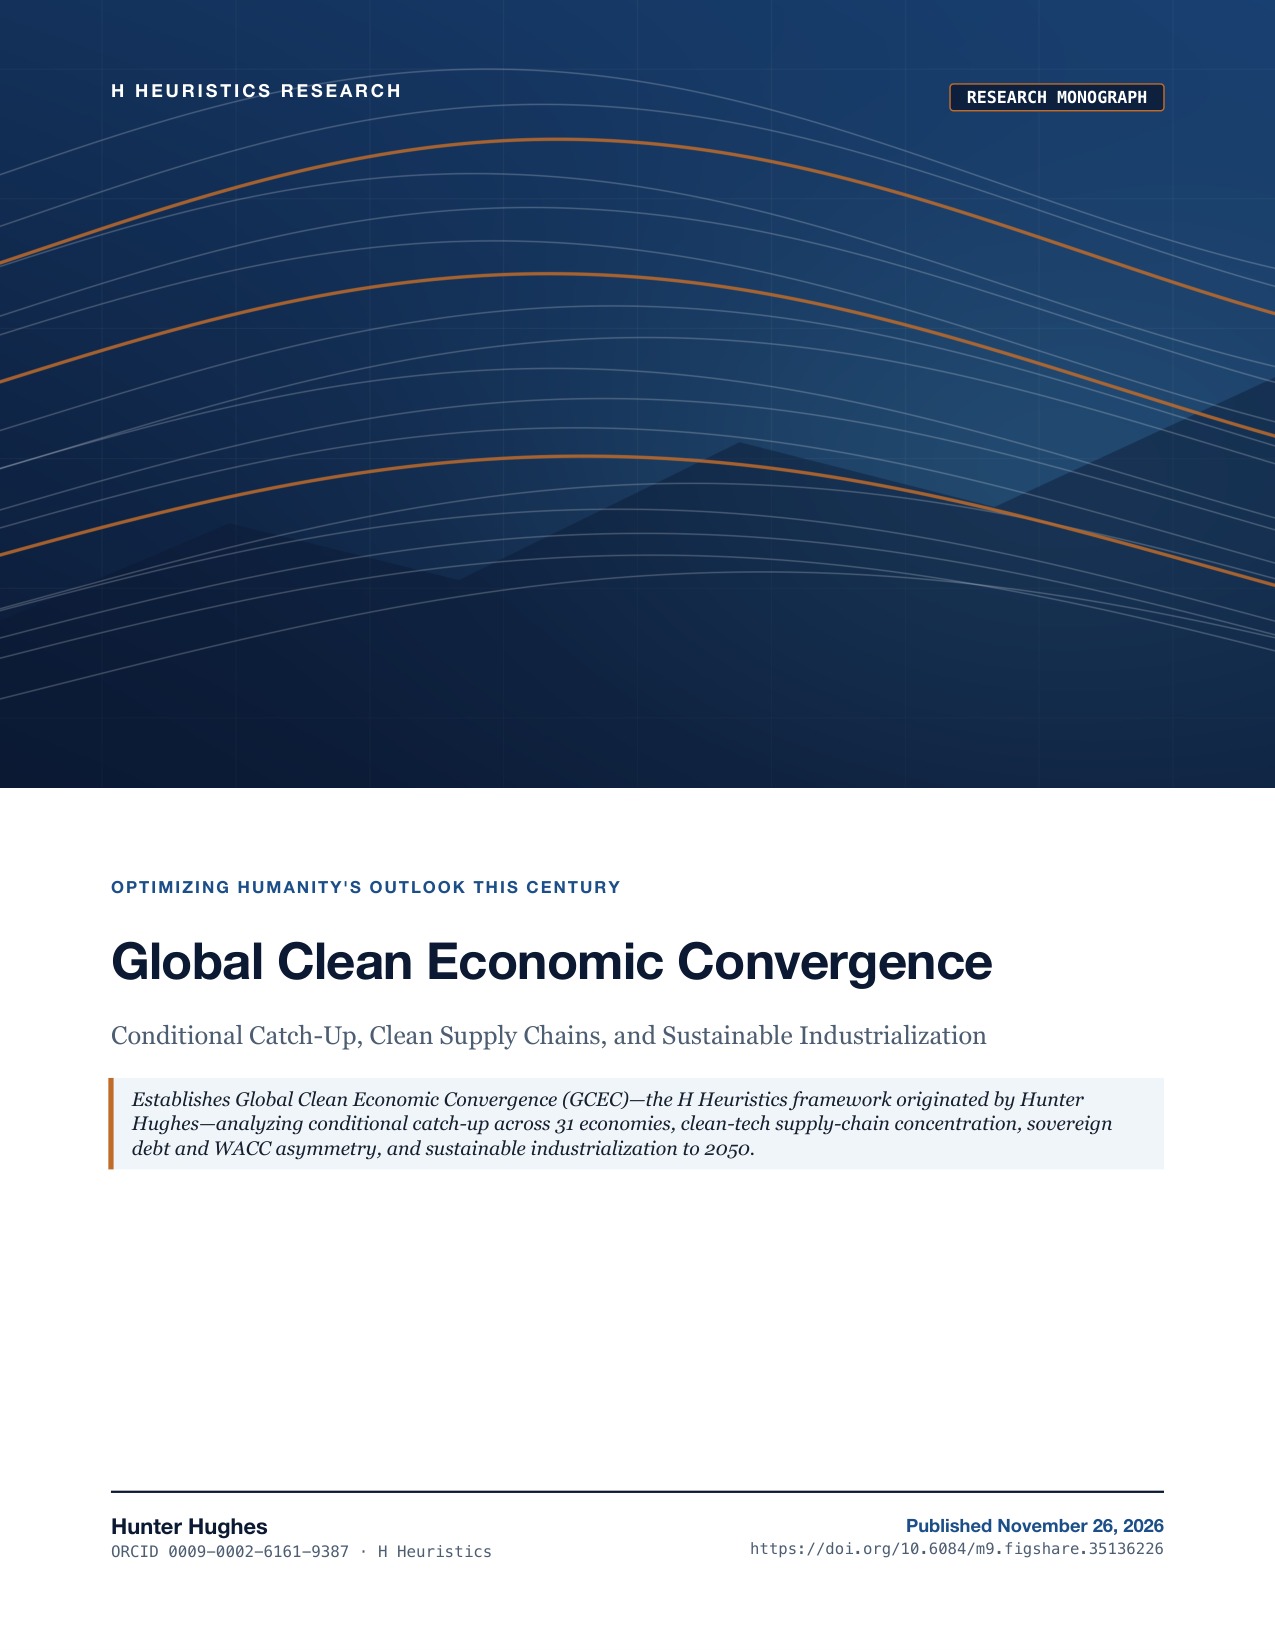 H HEURISTICS RESEARCH
RESEARCH MONOGRAPH
OPTIMIZING HUMANITY'S OUTLOOK THIS CENTURY
Global Clean Economic Convergence
Conditional Catch-Up, Clean Supply Chains, and Sustainable Industrialization
Establishes Global Clean Economic Convergence (GCEC)—the H Heuristics framework originated by Hunter
Hughes—analyzing conditional catch-up across 31 economies, clean-tech supply-chain concentration, sovereign
debt and WACC asymmetry, and sustainable industrialization to 2050.
Hunter Hughes
ORCID 0009-0002-6161-9387 · H Heuristics
Published November 26, 2026
https://doi.org/10.6084/m9.figshare.35136226